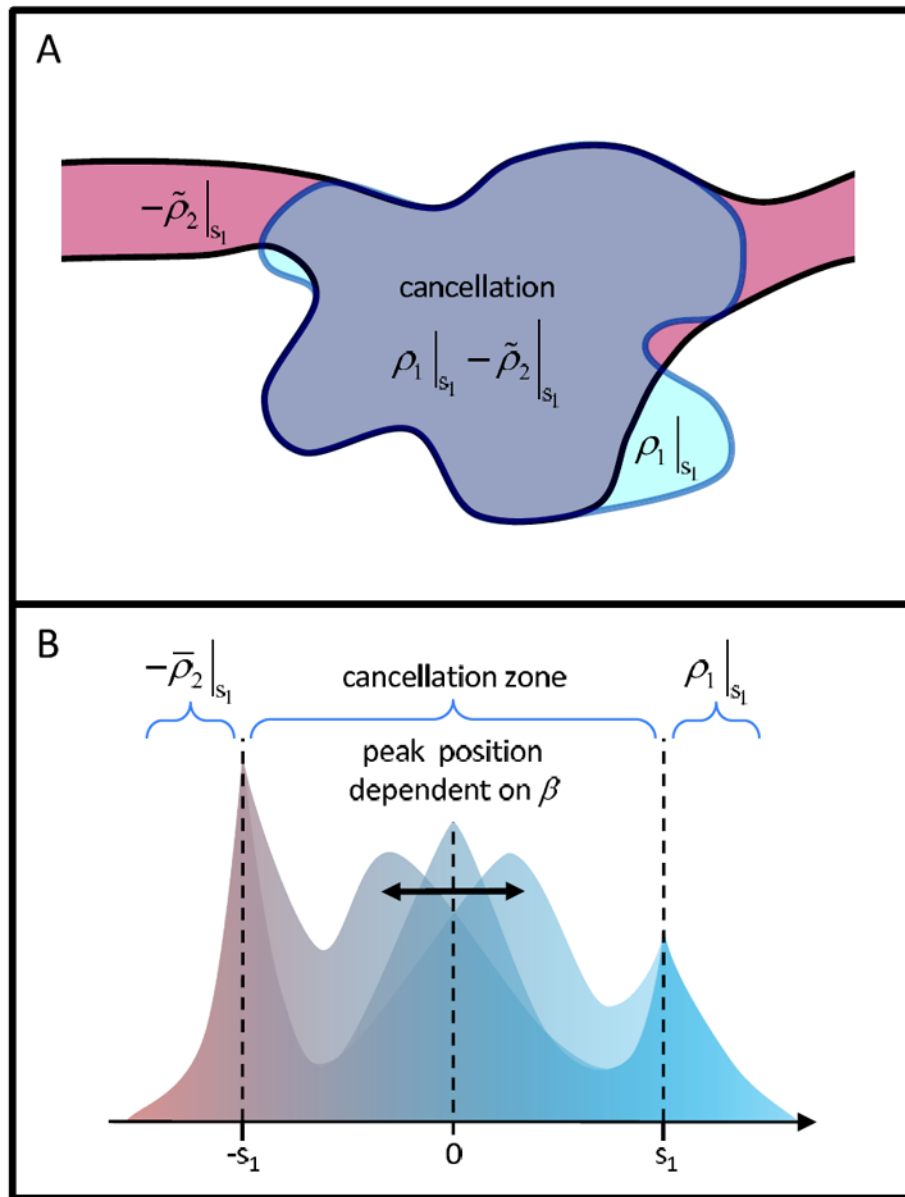 A
−ρ̃₂|s₁
cancellation
ρ₁|s₁ − ρ̃₂|s₁
ρ₁|s₁
B
−ρ̄₂|s₁
cancellation zone
ρ₁|s₁
peak position
dependent on β
-s₁
0
s₁